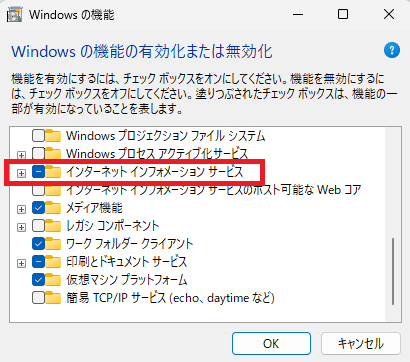 Windows の機能
Windows の機能の有効化または無効化
機能を有効にするには、チェック ボックスをオンにしてください。機能を無効にするに
は、チェック ボックスをオフにしてください。塗りつぶされたチェック ボックスは、機能の一
部が有効になっていることを表します。
Windows プロジェクション ファイル システム
Windows プロセス アクティブ化サービス
インターネット インフォメーション サービス
インターネット インフォメーション サービスのホスト可能な Web コア
メディア機能
レガシ コンポーネント
ワーク フォルダー クライアント
印刷とドキュメント サービス
仮想マシン プラットフォーム
簡易 TCP/IP サービス (echo、daytime など)
OK
キャンセル